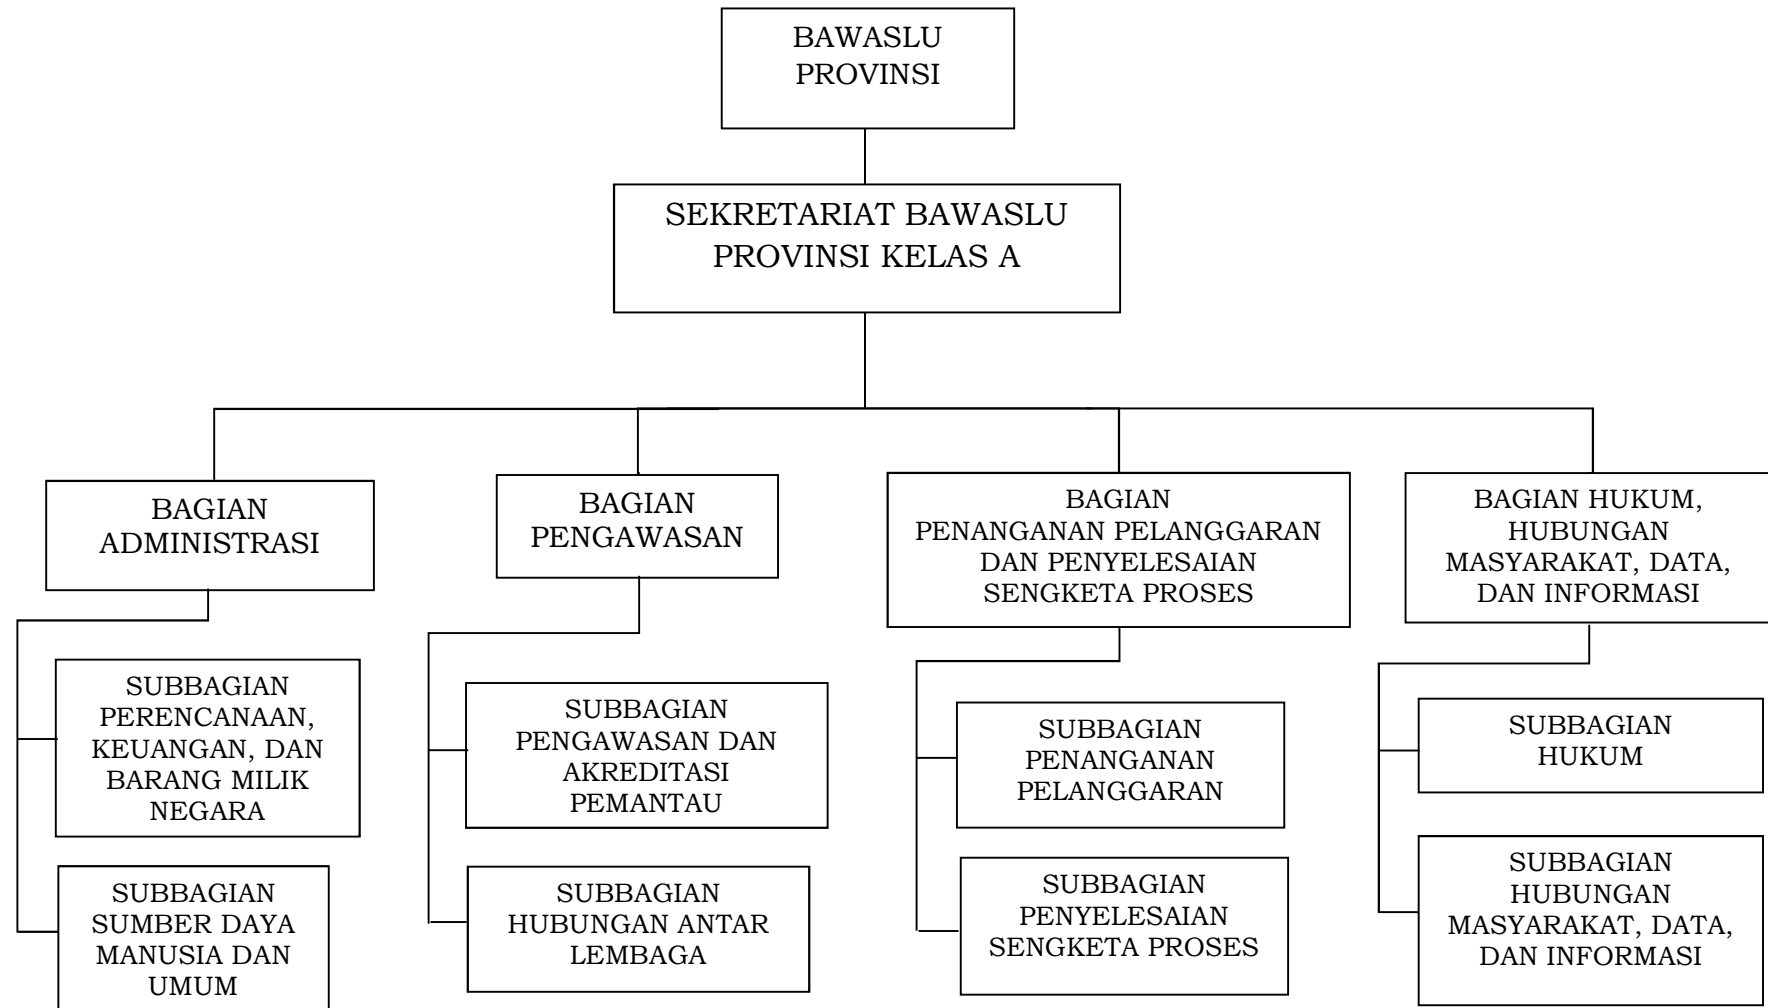 BAWASLU
PROVINSI
SEKRETARIAT BAWASLU
PROVINSI KELAS A
BAGIAN
ADMINISTRASI
BAGIAN
PENGAWASAN
BAGIAN
PENANGANAN PELANGGARAN
DAN PENYELESAIAN
SENGKETA PROSES
BAGIAN HUKUM,
HUBUNGAN
MASYARAKAT, DATA,
DAN INFORMASI
SUBBAGIAN
PERENCANAAN,
KEUANGAN, DAN
BARANG MILIK
NEGARA
SUBBAGIAN
PENGAWASAN DAN
AKREDITASI
PEMANTAU
SUBBAGIAN
PENANGANAN
PELANGGARAN
SUBBAGIAN
HUKUM
SUBBAGIAN
SUMBER DAYA
MANUSIA DAN
UMUM
SUBBAGIAN
HUBUNGAN ANTAR
LEMBAGA
SUBBAGIAN
PENYELESAIAN
SENGKETA PROSES
SUBBAGIAN
HUBUNGAN
MASYARAKAT, DATA,
DAN INFORMASI